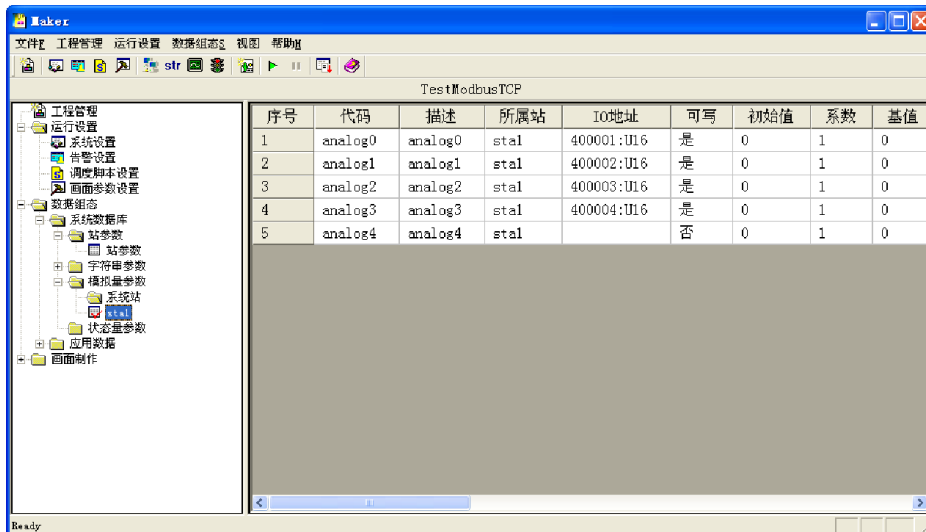 Maker
文件F 工程管理 运行设置 数据组态S 视图 帮助H
str
TestModbusTCP
工程管理
运行设置
系统设置
告警设置
调度脚本设置
画面参数设置
数据组态
系统数据库
站参数
站参数
字符串参数
模拟量参数
系统站
sta1
状态量参数
应用数据
画面制作
序号 代码 描述 所属站 IO地址 可写 初始值 系数 基值
1 analog0 analog0 sta1 400001:U16 是 0 1 0
2 analog1 analog1 sta1 400002:U16 是 0 1 0
3 analog2 analog2 sta1 400003:U16 是 0 1 0
4 analog3 analog3 sta1 400004:U16 是 0 1 0
5 analog4 analog4 sta1 否 0 1 0
Ready